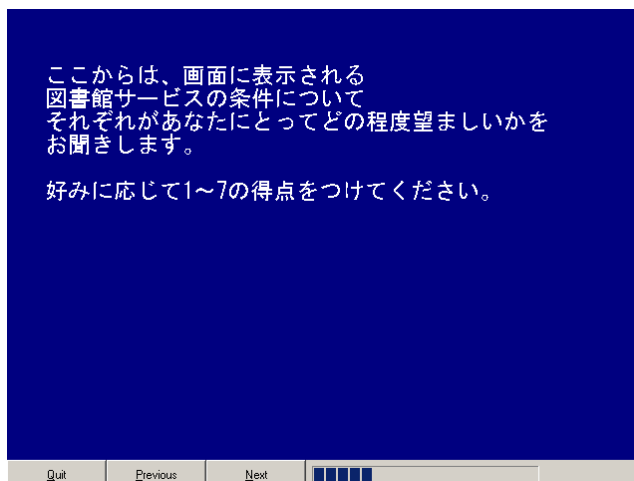 ここからは、画面に表示される
図書館サービスの条件について
それぞれがあなたにとってどの程度望ましいかを
お聞きします。
好みに応じて1～7の得点をつけてください。
Quit Previous Next